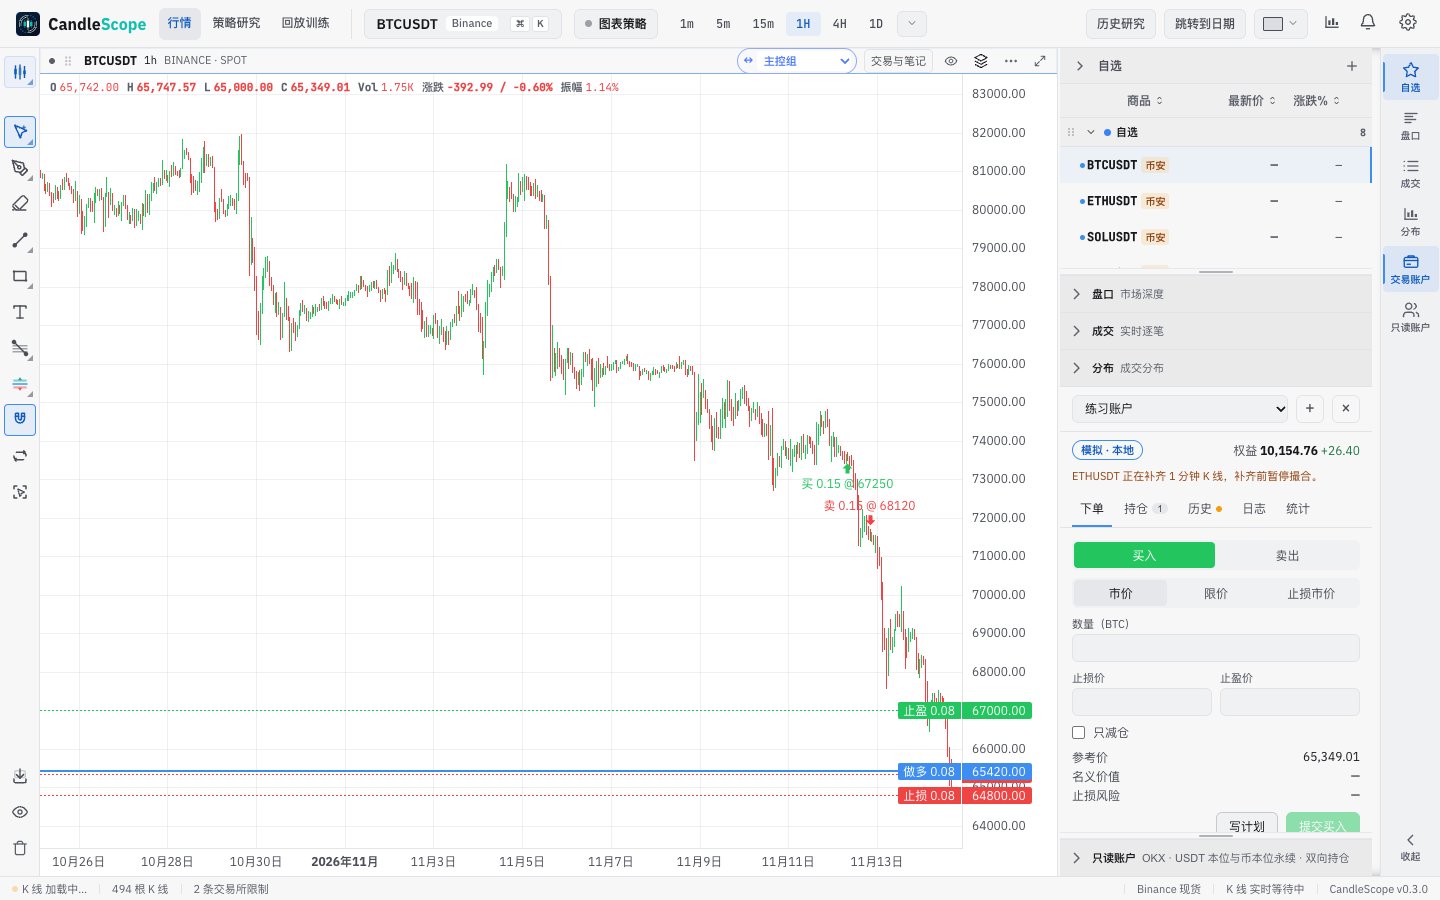 CandleScope 行情 策略研究 回放训练 BTCUSDT Binance ⌘ K 图表策略 1m 5m 15m 1H 4H 1D 历史研究 跳转到日期
BTCUSDT 1h BINANCE · SPOT 主控组 交易与笔记
O 65,742.00 H 65,747.57 L 65,000.00 C 65,349.01 Vol 1.75K 涨跌 -392.99 / -0.60% 振幅 1.14%
83000.00
82000.00
81000.00
80000.00
79000.00
78000.00
77000.00
76000.00
75000.00
74000.00
73000.00
72000.00
71000.00
70000.00
69000.00
68000.00
66000.00
64000.00
买 0.15 @ 67250
卖 0.15 @ 68120
止盈 0.08 67000.00
做多 0.08 65420.00
止损 0.08 64800.00
10月26日 10月28日 10月30日 2026年11月 11月3日 11月5日 11月7日 11月9日 11月11日 11月13日
自选
商品 最新价 涨跌%
自选 8
BTCUSDT 币安 – –
ETHUSDT 币安 – –
SOLUSDT 币安 – –
盘口 市场深度
成交 实时逐笔
分布 成交分布
练习账户 + ×
模拟 · 本地 权益 10,154.76 +26.40
ETHUSDT 正在补齐 1 分钟 K 线，补齐前暂停撮合。
下单 持仓 1 历史 日志 统计
买入 卖出
市价 限价 止损市价
数量（BTC）
止损价 止盈价
只减仓
参考价 65,349.01
名义价值 –
止损风险 –
写计划 提交买入
只读账户 OKX · USDT 本位与币本位永续 · 双向持仓
自选
盘口
成交
分布
交易账户
只读账户
收起
K 线 加载中... 494 根 K 线 2 条交易所限制 Binance 现货 K 线 实时等待中 CandleScope v0.3.0